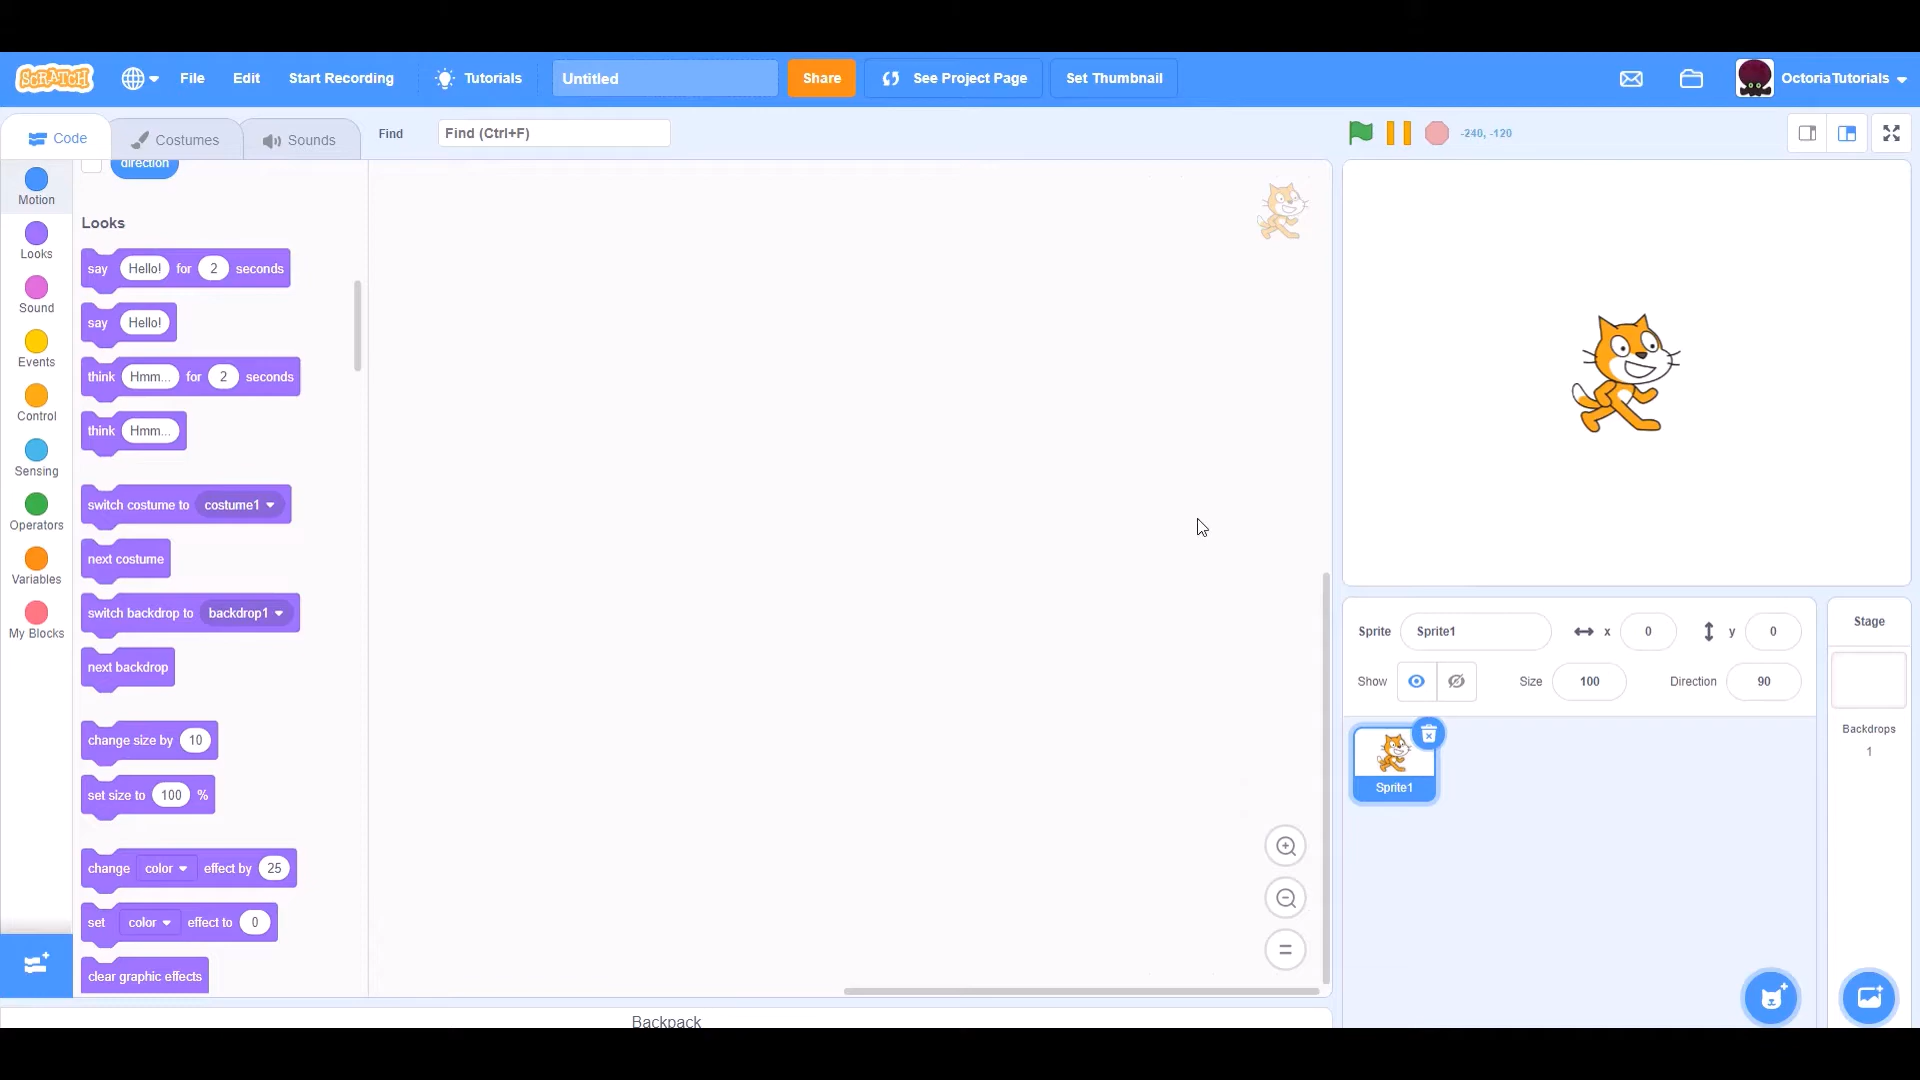 SCRATCH File Edit Start Recording Tutorials Untitled Share See Project Page Set Thumbnail OctoriaTutorials
Code Costumes Sounds Find Find (Ctrl+F) -240, -120
Motion
Looks
Sound
Events
Control
Sensing
Operators
Variables
My Blocks
direction
Looks
say Hello! for 2 seconds
say Hello!
think Hmm... for 2 seconds
think Hmm...
switch costume to costume1
next costume
switch backdrop to backdrop1
next backdrop
change size by 10
set size to 100 %
change color effect by 25
set color effect to 0
clear graphic effects
Backpack
Sprite Sprite1 x 0 y 0
Show Size 100 Direction 90
Sprite1
Stage
Backdrops
1